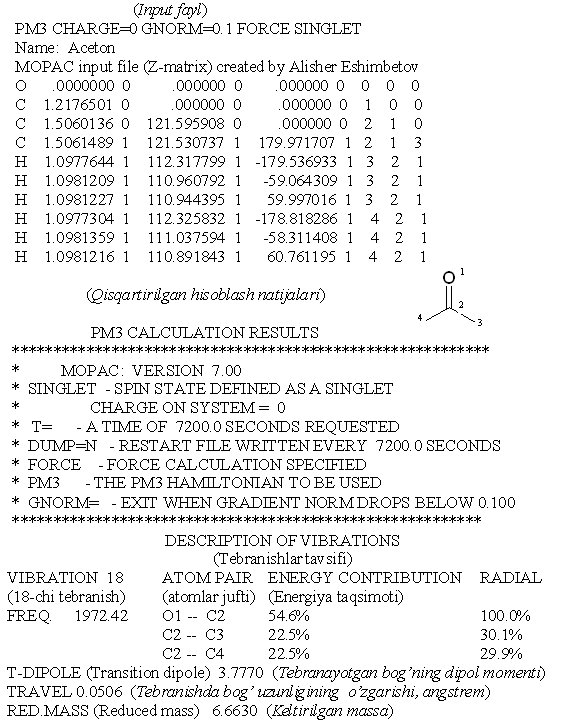 (Input fayl)
PM3 CHARGE=0 GNORM=0.1 FORCE SINGLET
Name: Aceton
MOPAC input file (Z-matrix) created by Alisher Eshimbetov
O .0000000 0 .000000 0 .000000 0 0 0 0
C 1.2176501 0 .000000 0 .000000 0 1 0 0
C 1.5060136 0 121.595908 0 .000000 0 2 1 0
C 1.5061489 1 121.530737 1 179.971707 1 2 1 3
H 1.0977644 1 112.317799 1 -179.536933 1 3 2 1
H 1.0981209 1 110.960792 1 -59.064309 1 3 2 1
H 1.0981227 1 110.944395 1 59.997016 1 3 2 1
H 1.0977304 1 112.325832 1 -178.818286 1 4 2 1
H 1.0981359 1 111.037594 1 -58.311408 1 4 2 1
H 1.0981216 1 110.891843 1 60.761195 1 4 2 1
O 1
2
4
3
(Qisqartirilgan hisoblash natijalari)
PM3 CALCULATION RESULTS
************************************************************
* MOPAC: VERSION 7.00
* SINGLET - SPIN STATE DEFINED AS A SINGLET
* CHARGE ON SYSTEM = 0
* T= - A TIME OF 7200.0 SECONDS REQUESTED
* DUMP=N - RESTART FILE WRITTEN EVERY 7200.0 SECONDS
* FORCE - FORCE CALCULATION SPECIFIED
* PM3 - THE PM3 HAMILTONIAN TO BE USED
* GNORM= - EXIT WHEN GRADIENT NORM DROPS BELOW 0.100
***********************************************************
DESCRIPTION OF VIBRATIONS
(Tebranishlar tavsifi)
VIBRATION 18 ATOM PAIR ENERGY CONTRIBUTION RADIAL
(18-chi tebranish) (atomlar jufti) (Energiya taqsimoti)
FREQ. 1972.42 O1 -- C2 54.6% 100.0%
C2 -- C3 22.5% 30.1%
C2 -- C4 22.5% 29.9%
T-DIPOLE (Transition dipole) 3.7770 (Tebranayotgan bog’ning dipol momenti)
TRAVEL 0.0506 (Tebranishda bog’ uzunligining o’zgarishi, angstrem)
RED.MASS (Reduced mass) 6.6630 (Keltirilgan massa)